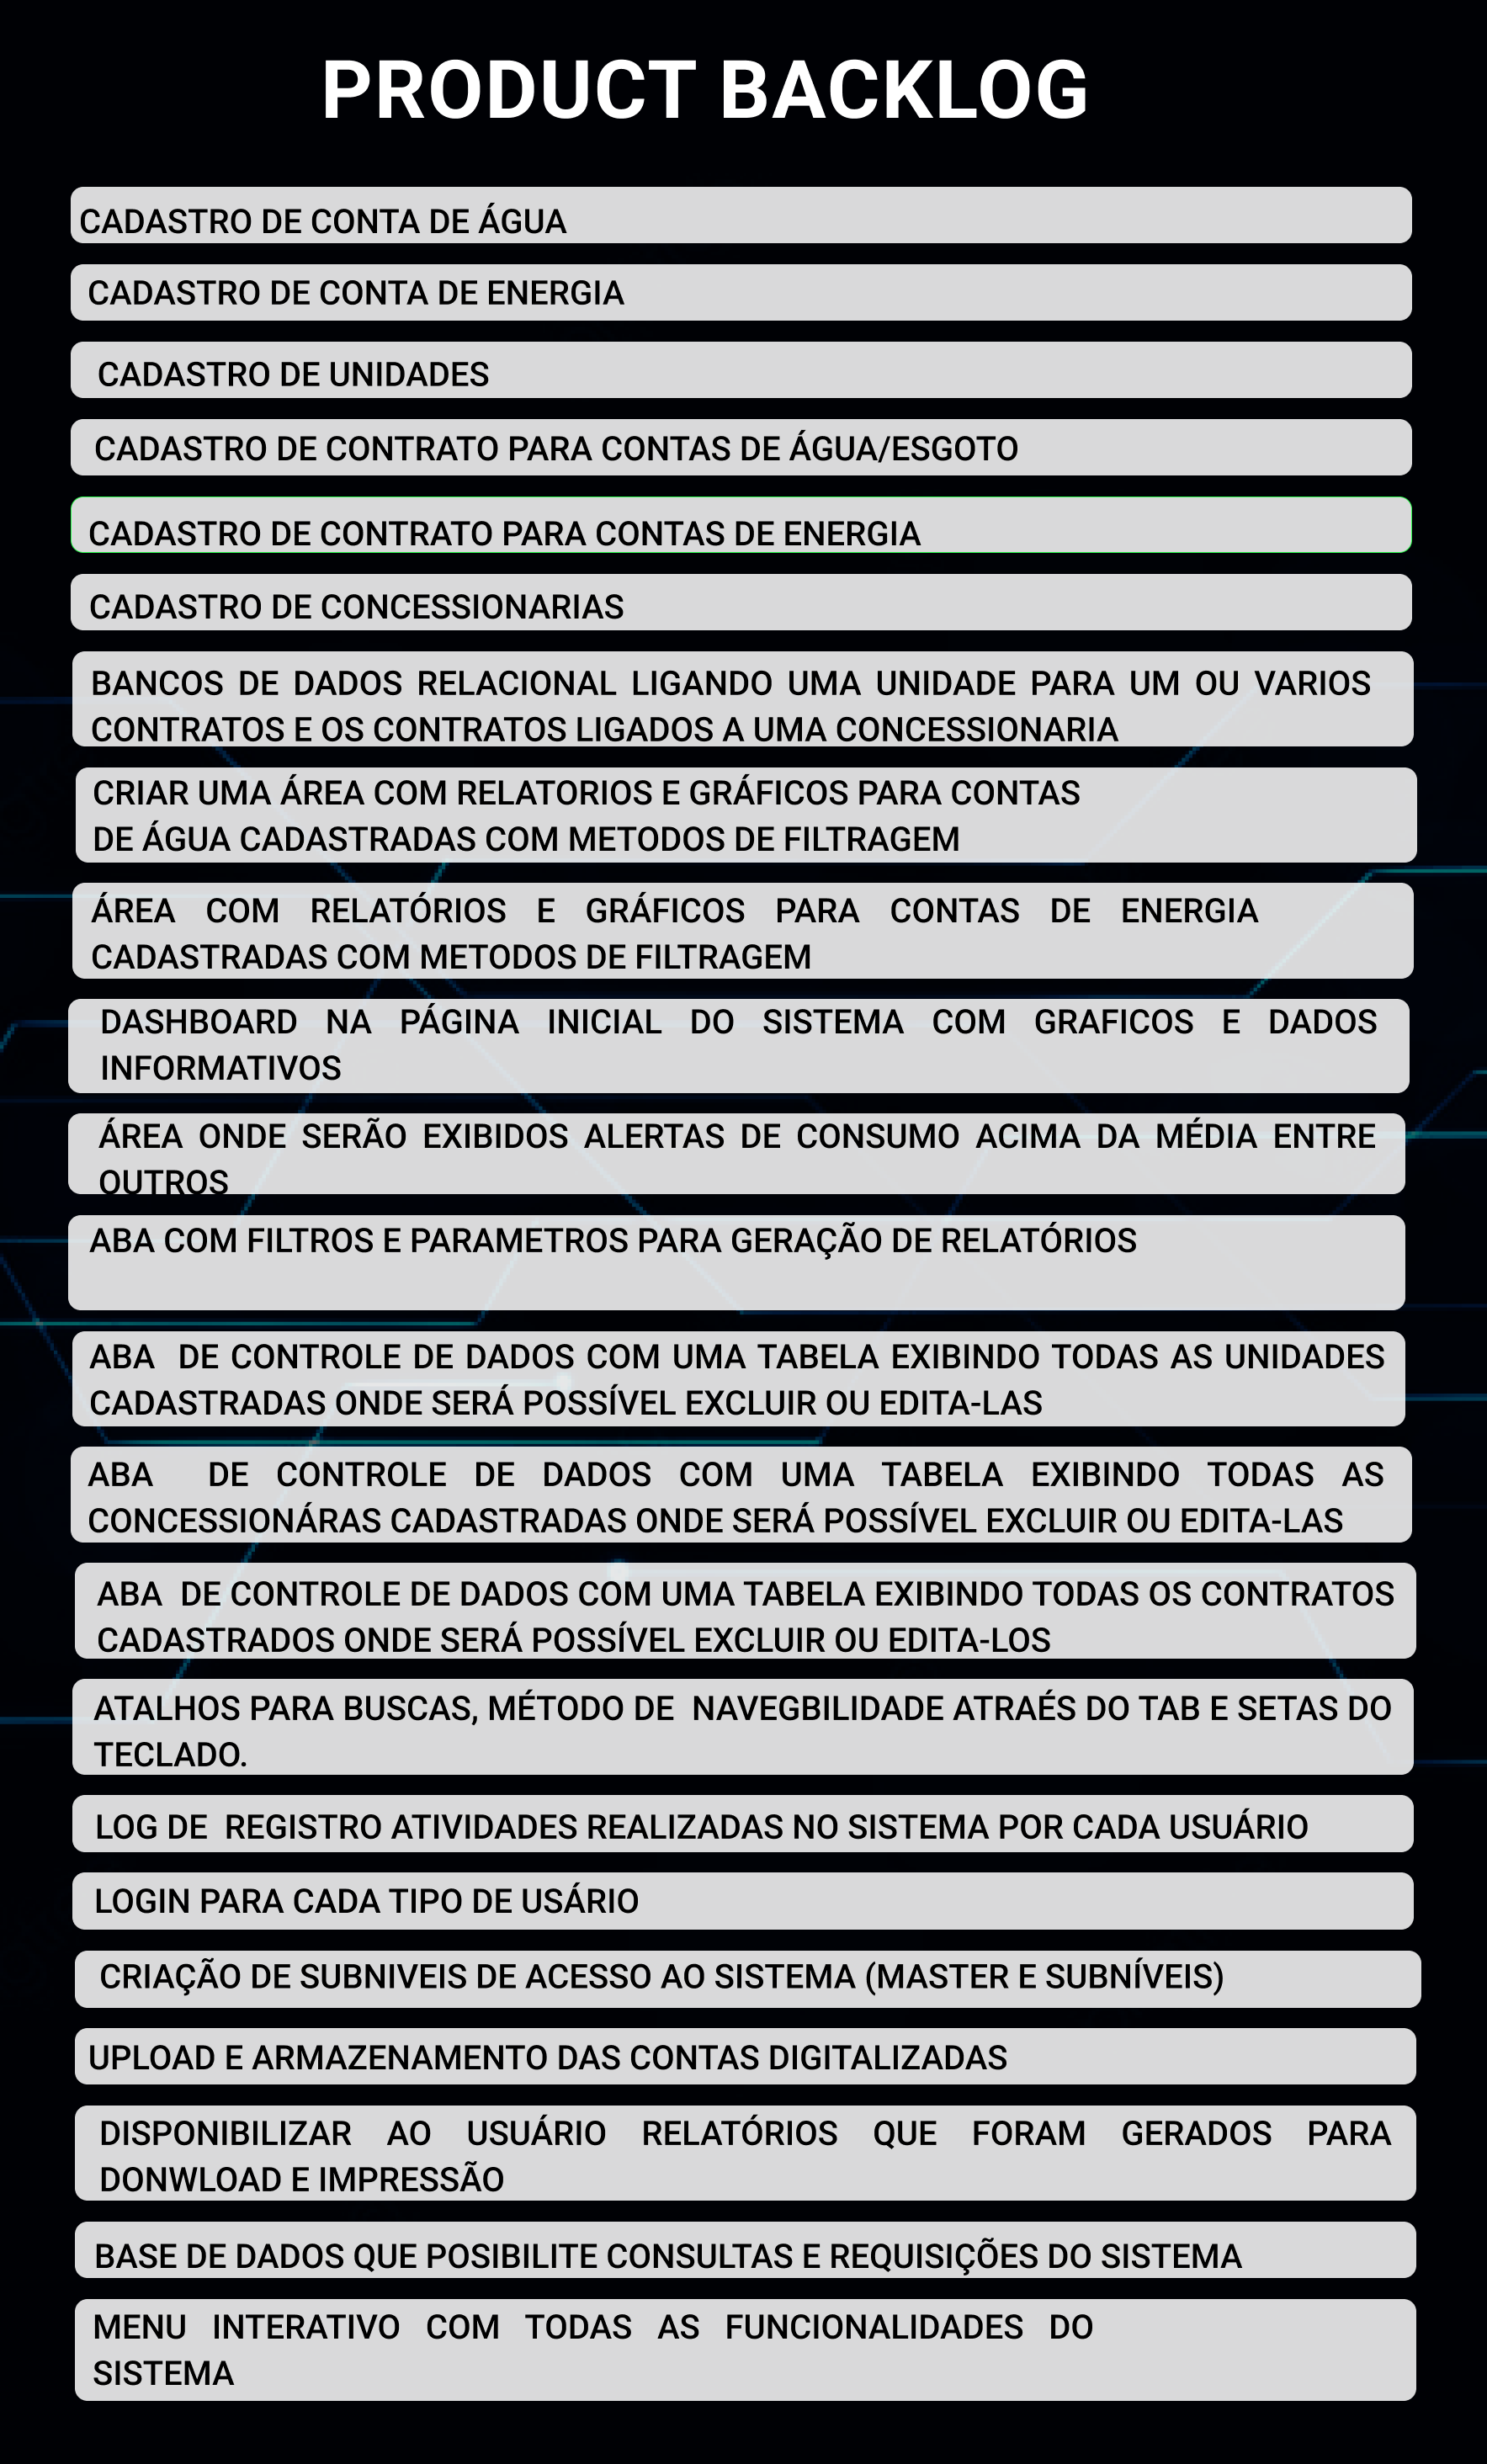 PRODUCT BACKLOG
CADASTRO DE CONTA DE ÁGUA
CADASTRO DE CONTA DE ENERGIA
CADASTRO DE UNIDADES
CADASTRO DE CONTRATO PARA CONTAS DE ÁGUA/ESGOTO
CADASTRO DE CONTRATO PARA CONTAS DE ENERGIA
CADASTRO DE CONCESSIONARIAS
BANCOS DE DADOS RELACIONAL LIGANDO UMA UNIDADE PARA UM OU VARIOS
CONTRATOS E OS CONTRATOS LIGADOS A UMA CONCESSIONARIA
CRIAR UMA ÁREA COM RELATORIOS E GRÁFICOS PARA CONTAS
DE ÁGUA CADASTRADAS COM METODOS DE FILTRAGEM
ÁREA COM RELATÓRIOS E GRÁFICOS PARA CONTAS DE ENERGIA
CADASTRADAS COM METODOS DE FILTRAGEM
DASHBOARD NA PÁGINA INICIAL DO SISTEMA COM GRAFICOS E DADOS
INFORMATIVOS
ÁREA ONDE SERÃO EXIBIDOS ALERTAS DE CONSUMO ACIMA DA MÉDIA ENTRE
OUTROS
ABA COM FILTROS E PARAMETROS PARA GERAÇÃO DE RELATÓRIOS
ABA DE CONTROLE DE DADOS COM UMA TABELA EXIBINDO TODAS AS UNIDADES
CADASTRADAS ONDE SERÁ POSSÍVEL EXCLUIR OU EDITA-LAS
ABA DE CONTROLE DE DADOS COM UMA TABELA EXIBINDO TODAS AS
CONCESSIONÁRAS CADASTRADAS ONDE SERÁ POSSÍVEL EXCLUIR OU EDITA-LAS
ABA DE CONTROLE DE DADOS COM UMA TABELA EXIBINDO TODAS OS CONTRATOS
CADASTRADOS ONDE SERÁ POSSÍVEL EXCLUIR OU EDITA-LOS
ATALHOS PARA BUSCAS, MÉTODO DE NAVEGBILIDADE ATRAÉS DO TAB E SETAS DO
TECLADO.
LOG DE REGISTRO ATIVIDADES REALIZADAS NO SISTEMA POR CADA USUÁRIO
LOGIN PARA CADA TIPO DE USÁRIO
CRIAÇÃO DE SUBNIVEIS DE ACESSO AO SISTEMA (MASTER E SUBNÍVEIS)
UPLOAD E ARMAZENAMENTO DAS CONTAS DIGITALIZADAS
DISPONIBILIZAR AO USUÁRIO RELATÓRIOS QUE FORAM GERADOS PARA
DONWLOAD E IMPRESSÃO
BASE DE DADOS QUE POSIBILITE CONSULTAS E REQUISIÇÕES DO SISTEMA
MENU INTERATIVO COM TODAS AS FUNCIONALIDADES DO
SISTEMA